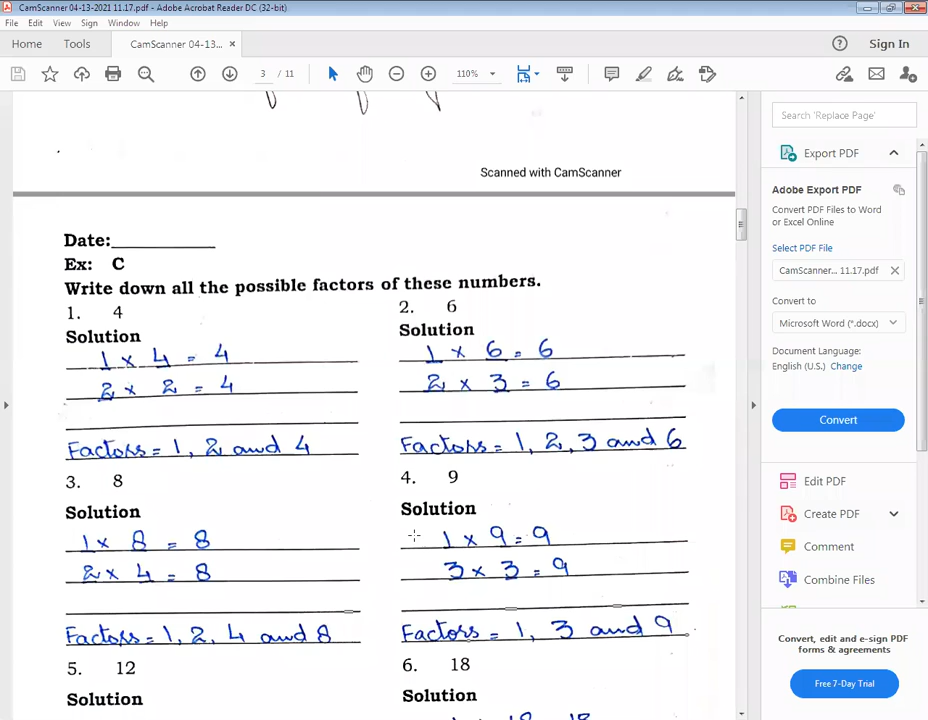 CamScanner 04-13-2021 11.17.pdf - Adobe Acrobat Reader DC (32-bit)
File Edit View Sign Window Help
Home Tools CamScanner 04-13... × Sign In
3 / 11 110%
Scanned with CamScanner
Date:
Ex: C
Write down all the possible factors of these numbers.
1. 4
Solution
1 × 4 = 4
2 × 2 = 4
Factors = 1, 2 and 4
2. 6
Solution
1 × 6 = 6
2 × 3 = 6
Factors = 1, 2, 3 and 6
3. 8
Solution
1 × 8 = 8
2 × 4 = 8
Factors = 1, 2, 4 and 8
4. 9
Solution
1 × 9 = 9
3 × 3 = 9
Factors = 1, 3 and 9
5. 12
Solution
6. 18
Solution
Search 'Replace Page'
Export PDF
Adobe Export PDF
Convert PDF Files to Word
or Excel Online
Select PDF File
CamScanner... 11.17.pdf
Convert to
Microsoft Word (*.docx)
Document Language:
English (U.S.) Change
Convert
Edit PDF
Create PDF
Comment
Combine Files
Convert, edit and e-sign PDF
forms & agreements
Free 7-Day Trial